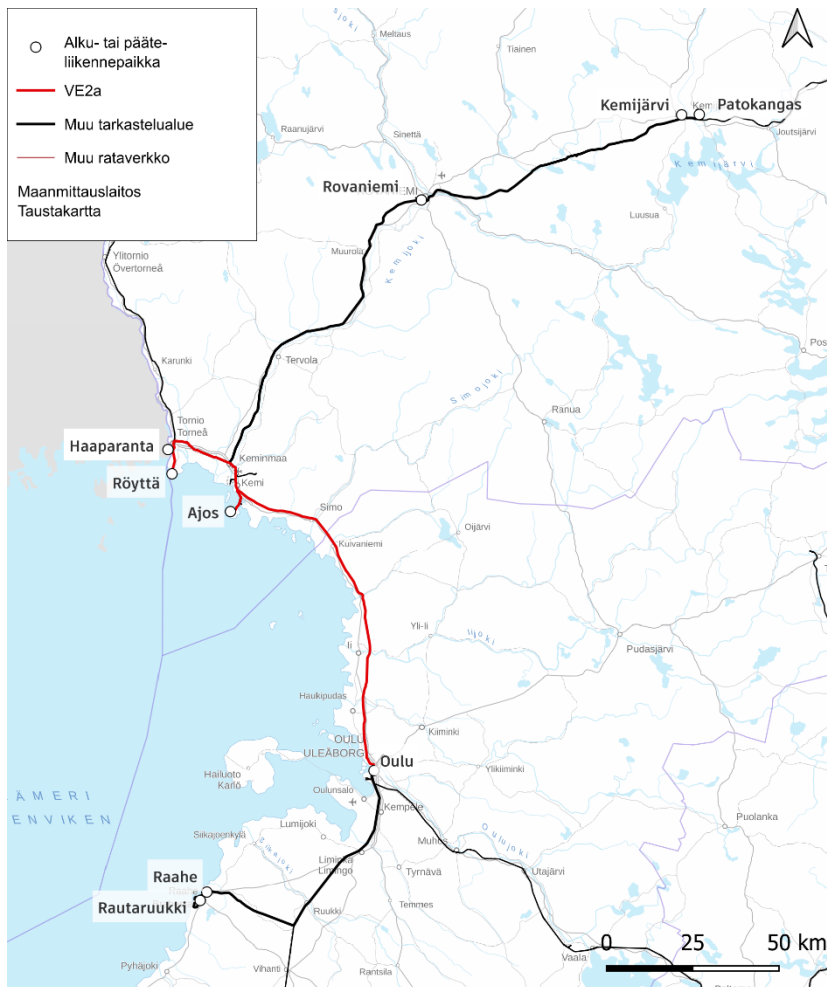 Alku- tai pääte-
liikennepaikka
VE2a
Muu tarkastelualue
Muu rataverkko
Maanmittauslaitos
Taustakartta
Meltaus
Tiainen
Raanujärvi
Sinettä
Kemijärvi
Patokangas
Joutsijärvi
Kemijärvi
Rovaniemi
Luusua
Muurola
Kemijoki
Ylitornio
Övertorneå
Karunki
Tervola
Simojoki
Ranua
Tornio
Torneå
Haaparanta
Keminmaa
Röyttä
Kemi
Ajos
Simo
Oijärvi
Kuivaniemi
Yli-Ii
Iijoki
Ii
Pudasjärvi
Haukipudas
Kiiminki
OULU
ULEÅBORG
Oulu
Hailuoto
Karlö
Ylikiiminki
Oulunsalo
Kempele
Lumijoki
Oulujoki
Puolanka
Siikajoenkylä
Siikajoki
Muhos
Liminka
Limingo
Tyrnävä
Utajärvi
Raahe
Rautaruukki
Ruukki
Temmes
Pyhäjoki
Vihanti
Rantsila
Vaala
0 25 50 km